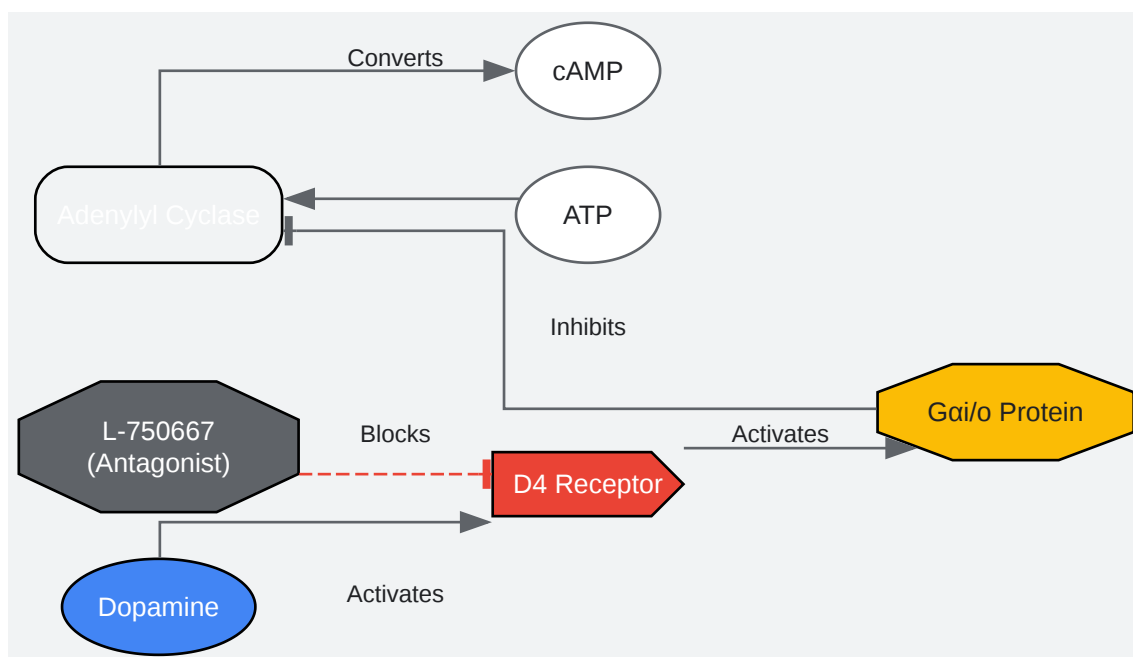 Converts
cAMP
Adenylyl Cyclase
ATP
Inhibits
Gαi/o Protein
L-750667
(Antagonist)
Blocks
Activates
D4 Receptor
Dopamine
Activates